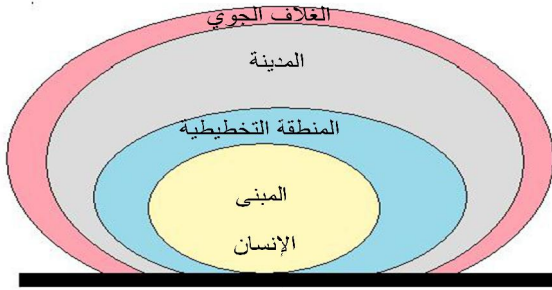 الغلاف الجوي
المدينة
المنطقة التخطيطية
المبنى
الإنسان